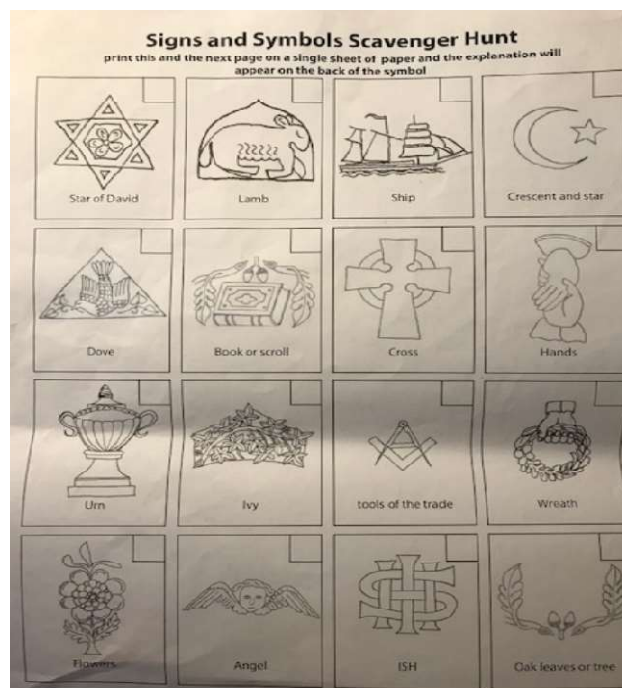 Signs and Symbols Scavenger Hunt
print this and the next page on a single sheet of paper and the explonation will
appear on the back of the symbol
Star of David
Lamb
Ship
Crescent and star
Dove
Book or scroll
Cross
Hands
Urn
Ivy
tools of the trade
Wreath
Flowers
Angel
ISH
Oak leaves or tree